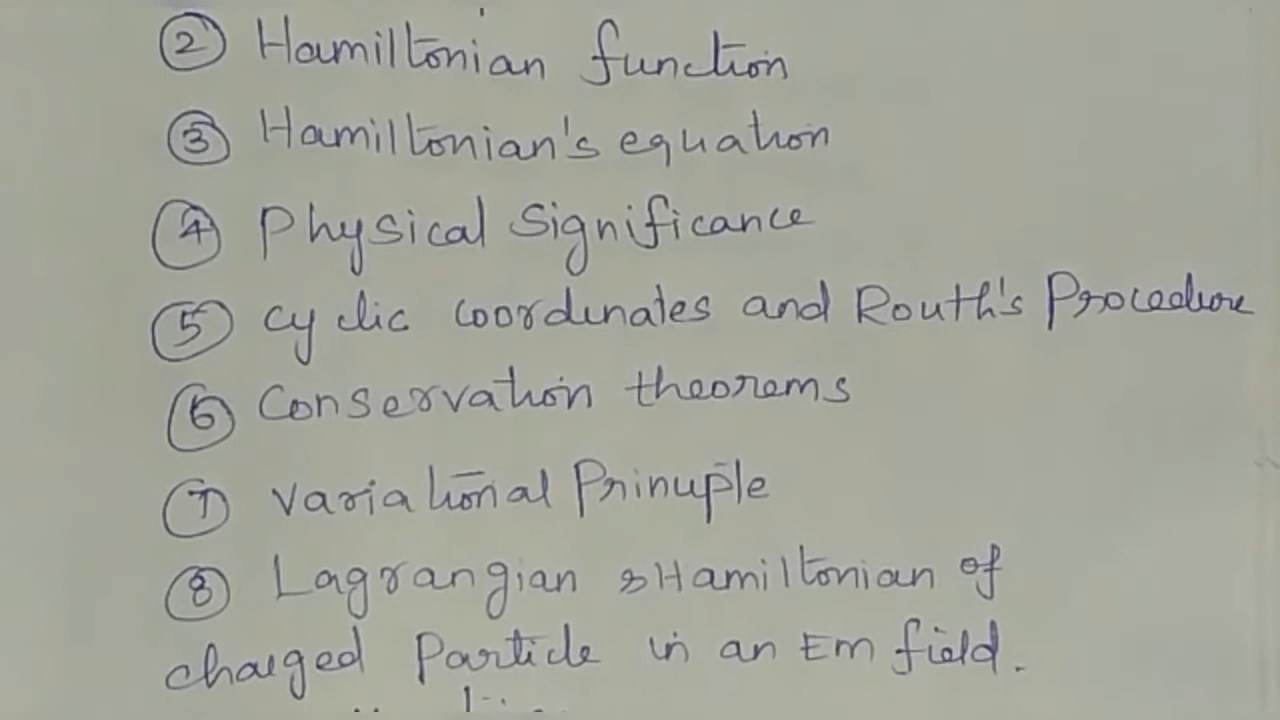 ② Hamiltonian function
③ Hamiltonian's equation
④ Physical Significance
⑤ Cyclic coordinates and Routh's Procedure
⑥ Conservation theorems
⑦ Variational Principle
⑧ Lagrangian & Hamiltonian of
charged Particle in an EM field.